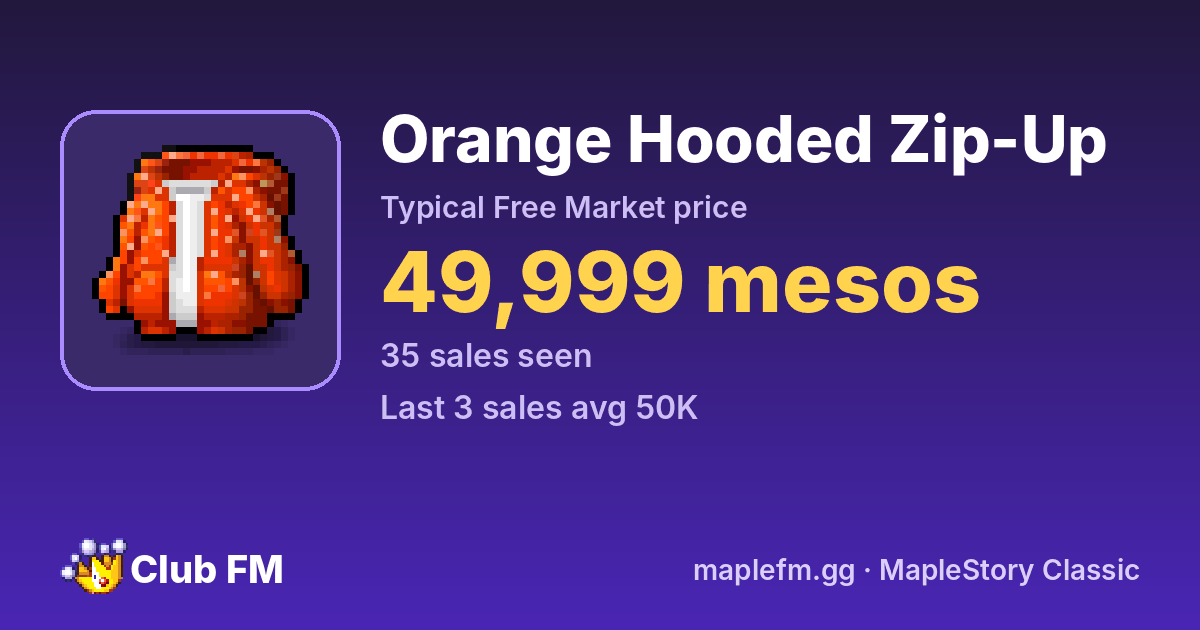 Orange Hooded Zip-Up
Typical Free Market price
49,999 mesos
35 sales seen
Last 3 sales avg 50K
Club FM
maplefm.gg · MapleStory Classic